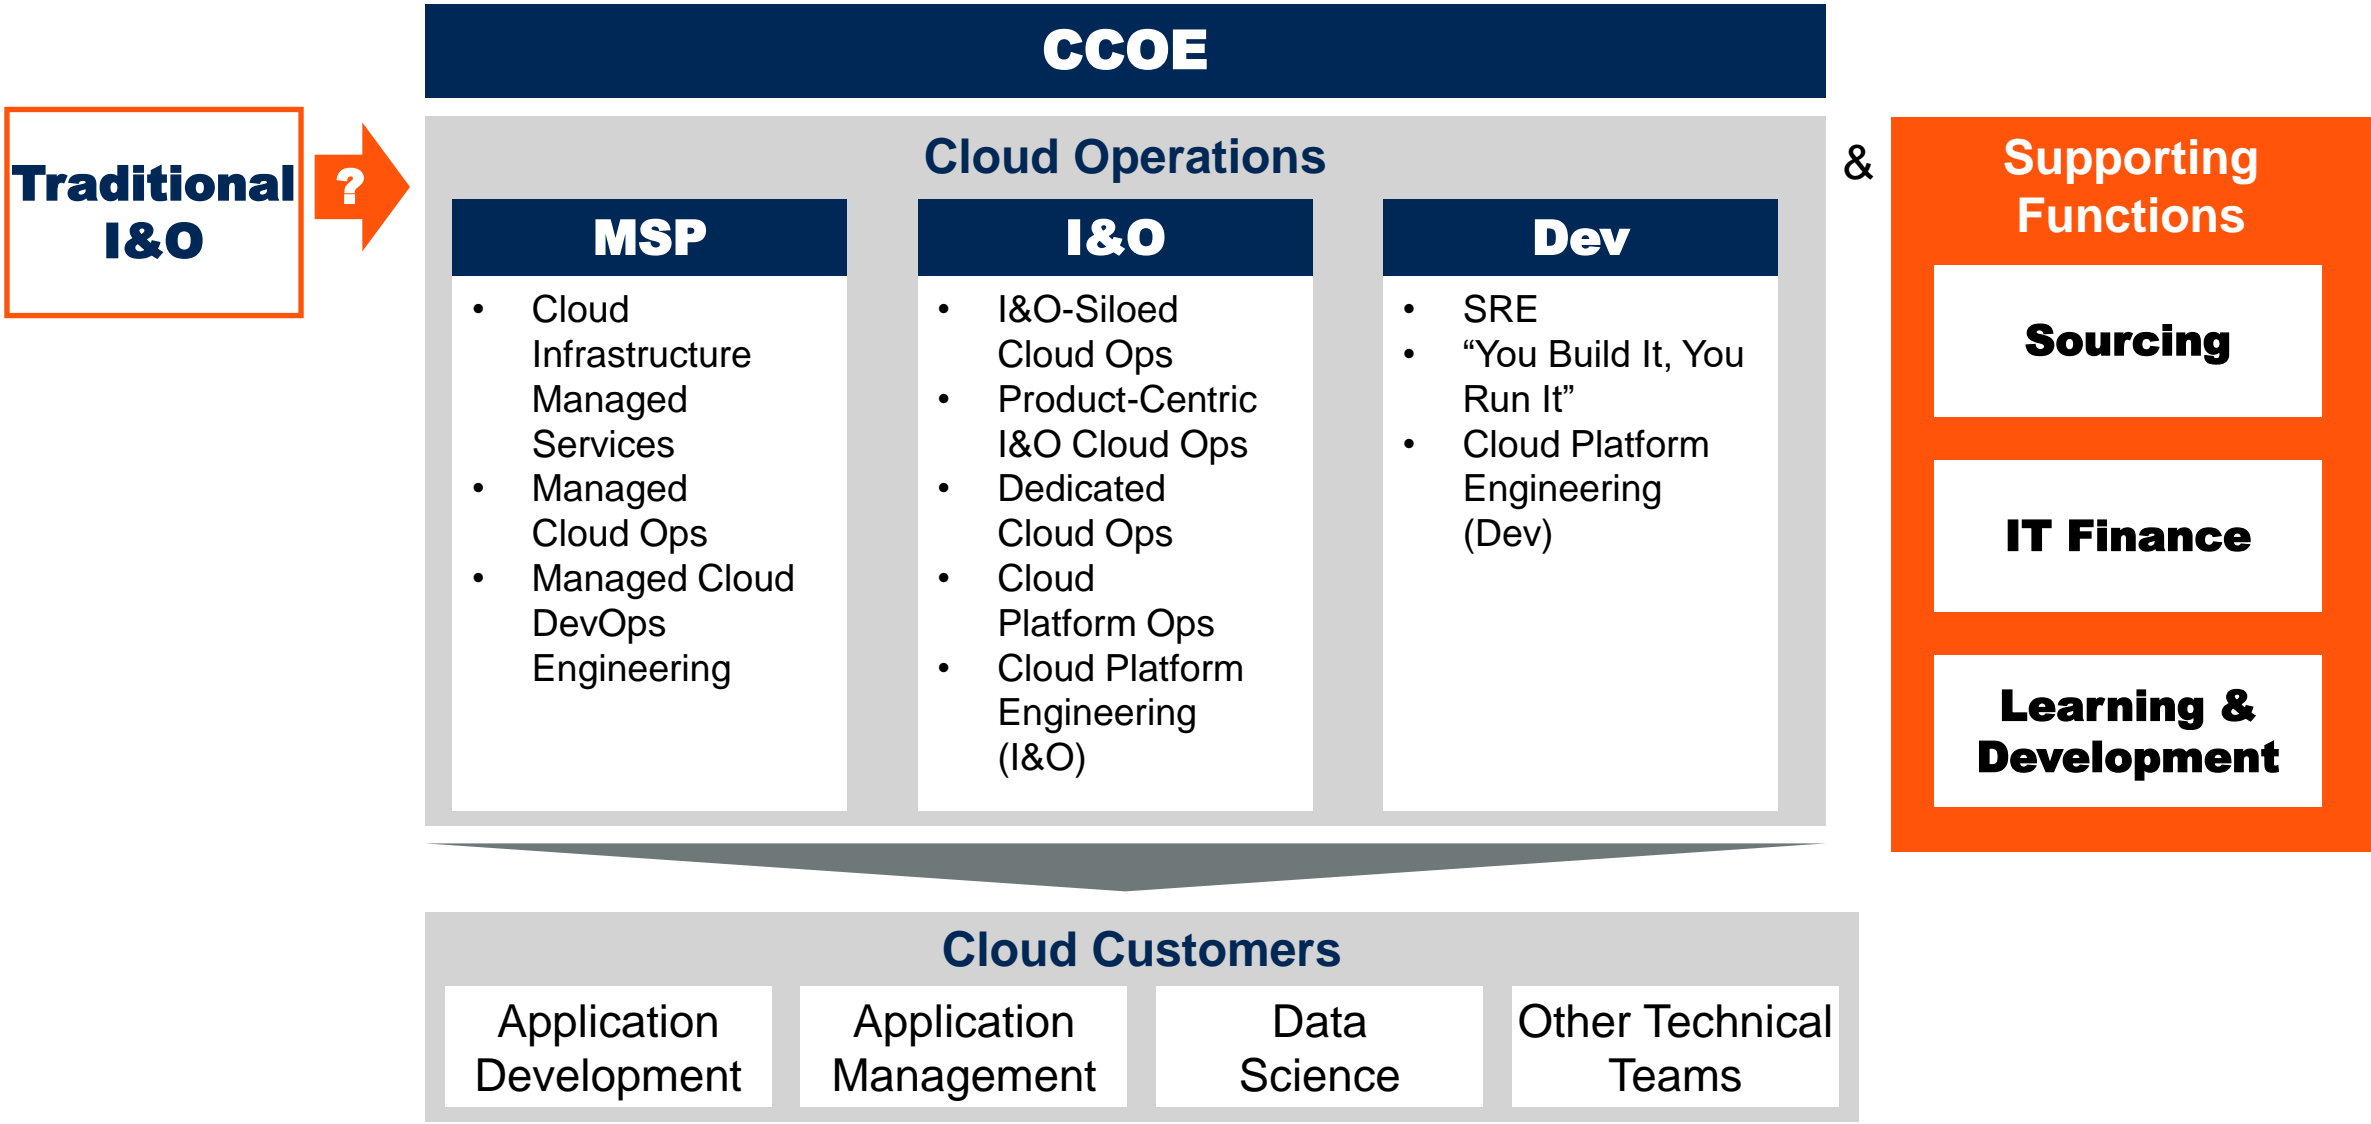 CCOE
Traditional
I&O
?
Cloud Operations
MSP
• Cloud
Infrastructure
Managed
Services
• Managed
Cloud Ops
• Managed Cloud
DevOps
Engineering
I&O
• I&O-Siloed
Cloud Ops
• Product-Centric
I&O Cloud Ops
• Dedicated
Cloud Ops
• Cloud
Platform Ops
• Cloud Platform
Engineering
(I&O)
Dev
• SRE
• “You Build It, You
Run It”
• Cloud Platform
Engineering
(Dev)
&
Supporting
Functions
Sourcing
IT Finance
Learning &
Development
Cloud Customers
Application
Development
Application
Management
Data
Science
Other Technical
Teams